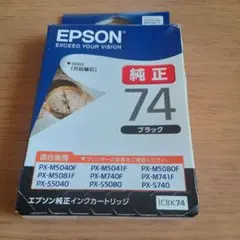 EPSON
EXCEED YOUR VISION
純正
(方位磁石)
74
ブラック
適合機種
PX-M5040F PX-M5041F PX-M5080F
PX-M5081F PX-M740F PX-M741F
PX-S5040 PX-S5080 PX-S740
エプソン純正インクカートリッジ
ICBK74